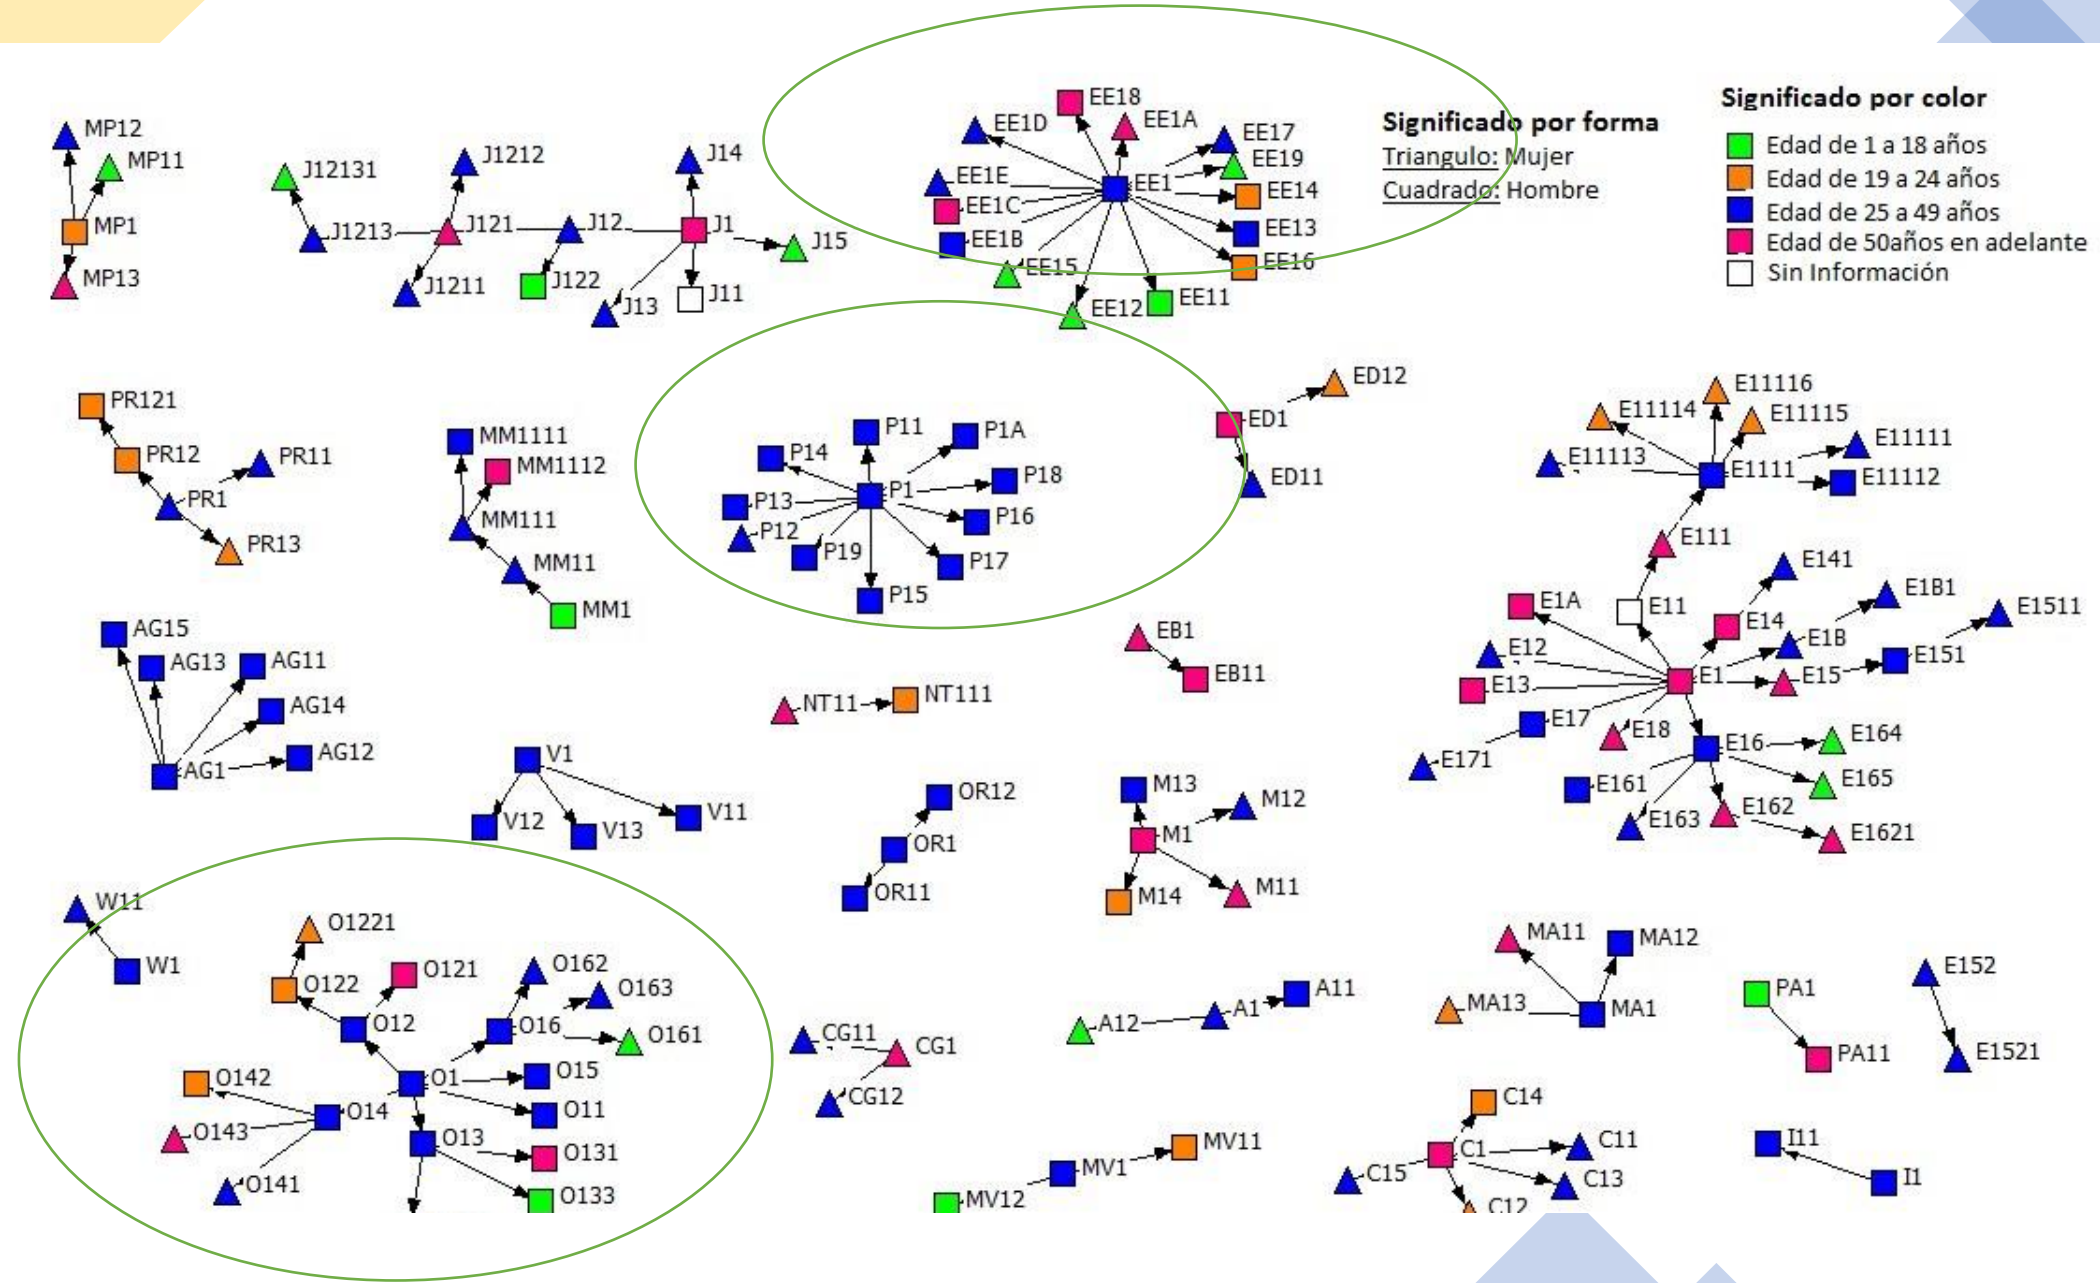 Significado por forma
Triangulo: Mujer
Cuadrado: Hombre
Significado por color
Edad de 1 a 18 años
Edad de 19 a 24 años
Edad de 25 a 49 años
Edad de 50años en adelante
Sin Información
MP12
MP11
MP1
MP13
J12131
J1212
J14
J1213
J121
J12
J1
J15
J1211
J122
J13
J11
EE18
EE1D
EE1A
EE17
EE19
EE1E
EE1
EE14
EE1C
EE13
EE1B
EE16
EE15
EE12
EE11
PR121
PR12
PR11
PR1
PR13
MM1111
MM1112
MM111
MM11
MM1
P11
P1A
P14
P18
P1
P13
P16
P12
P19
P17
P15
ED12
ED1
ED11
E11116
E11114
E11115
E11111
E11113
E1111
E11112
E111
E141
E1B1
E1511
E1A
E11
E14
E12
E1B
E151
E13
E1
E15
E17
E18
E16
E164
E171
E161
E165
E163
E162
E1621
AG15
AG13
AG11
AG14
AG12
AG1
EB1
EB11
NT11
NT111
V1
V12
V13
V11
OR12
OR1
OR11
M13
M12
M1
M14
M11
W11
W1
O1221
O122
O121
O162
O163
O12
O16
O161
O142
O1
O15
O14
O11
O143
O13
O131
O141
O133
CG11
CG1
CG12
A12
A1
A11
MA11
MA12
MA13
MA1
PA1
PA11
E152
E1521
MV11
MV1
MV12
C14
C1
C11
C15
C13
C12
I11
I1